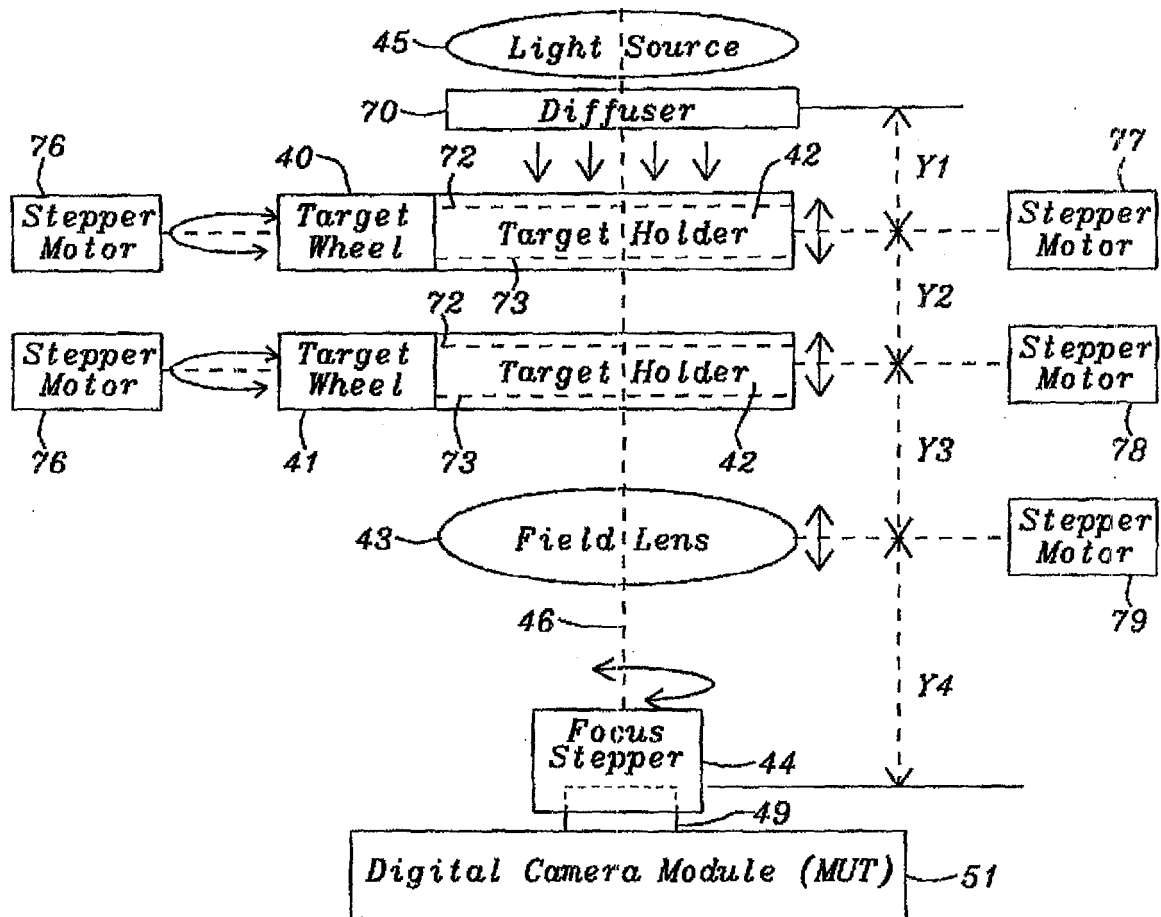 45
Light Source
70
Diffuser
76
40
72
42
77
Y1
Stepper
Motor
Target
Wheel
Target Holder
Stepper
Motor
73
72
Y2
Stepper
Motor
Target
Wheel
Target Holder
Stepper
Motor
76
41
73
42
Y3
78
43
Field Lens
Stepper
Motor
79
46
Y4
Focus
Stepper
44
49
Digital Camera Module (MUT)
51